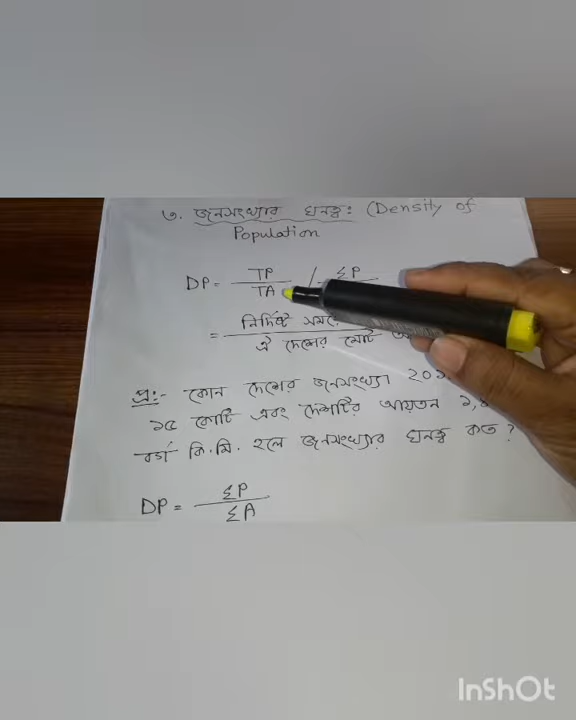 ৩. জনসংখ্যার ঘনত্ব: (Density of
Population
DP = TP / ΣP
TA
= নির্দিষ্ট
ঐ দেশের মোট
প্র:- কোন দেশের জনসংখ্যা
১৫ কোটি এবং দেশটির আয়তন
বর্গ কি.মি. হলে জনসংখ্যার ঘনত্ব কত ?
DP = ΣP
ΣA
InShOt